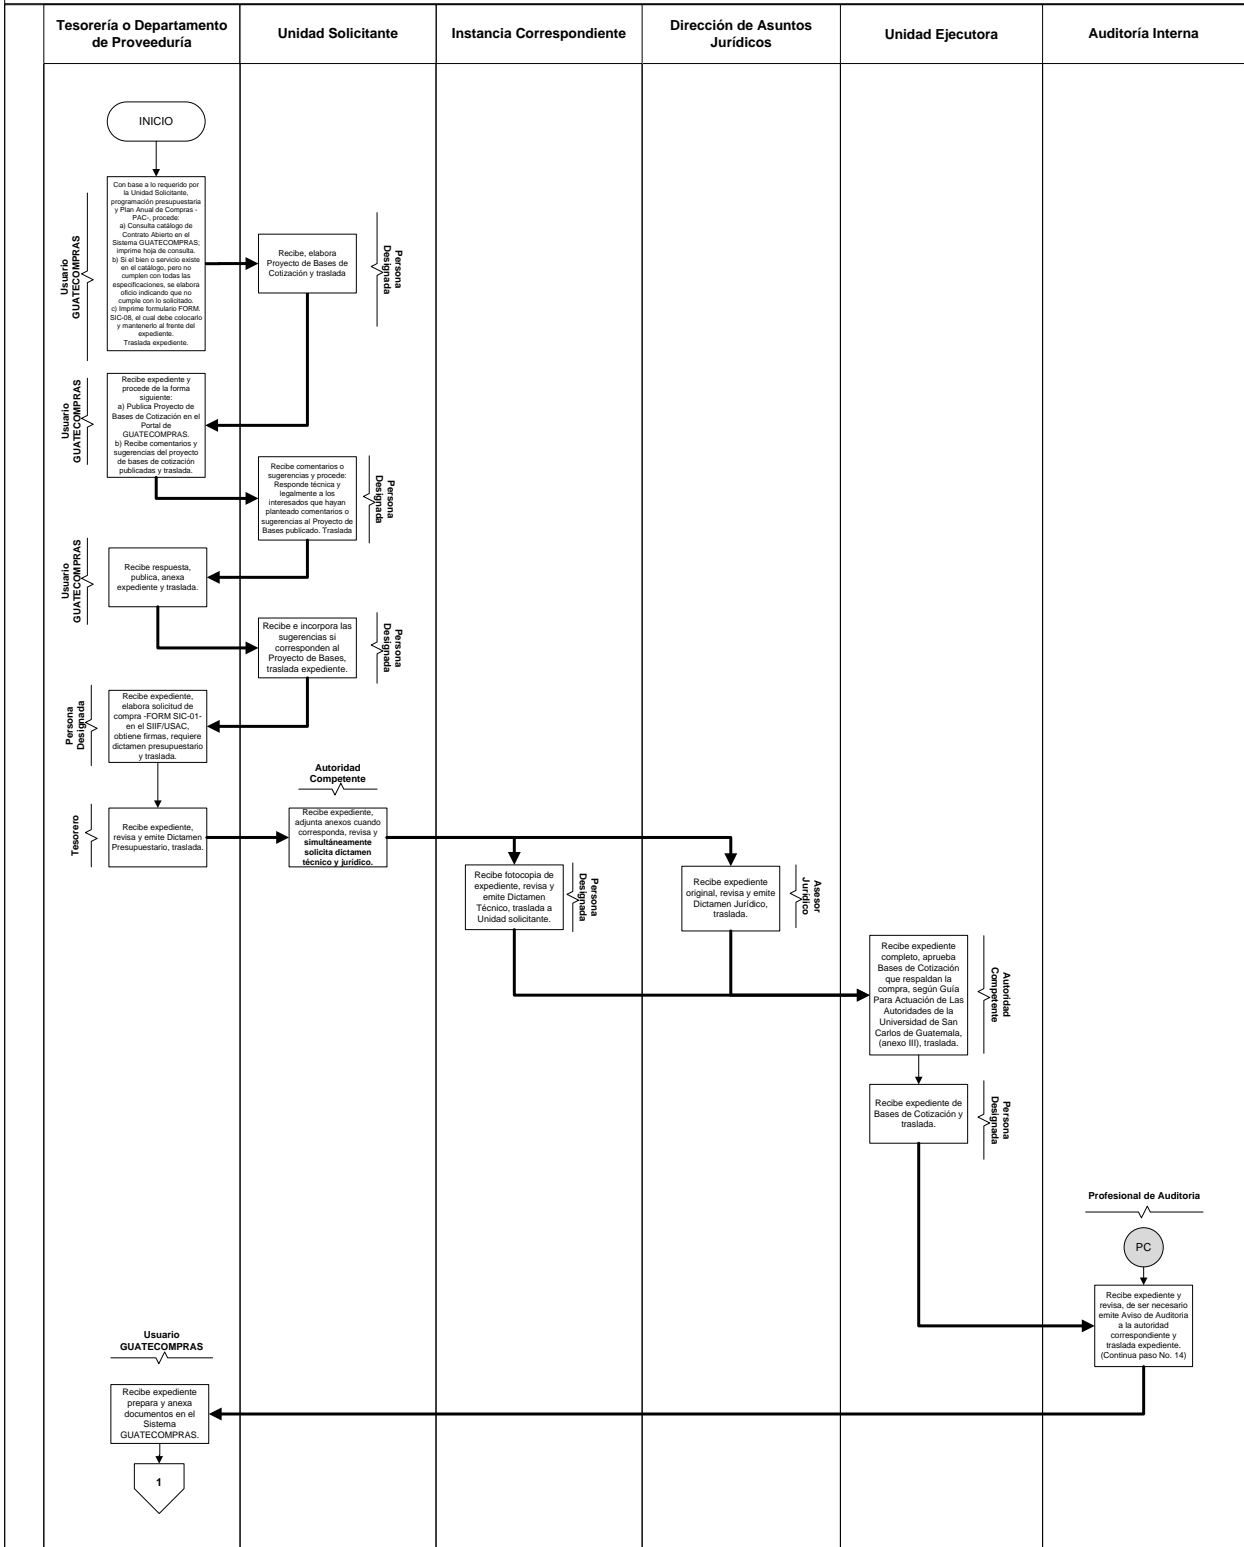 Tesorería o Departamento
de Proveeduría
Unidad Solicitante
Instancia Correspondiente
Dirección de Asuntos
Jurídicos
Unidad Ejecutora
Auditoría Interna
INICIO
Usuario
GUATECOMPRAS
Con base a lo requerido por
la Unidad Solicitante,
programación presupuestaria
y Plan Anual de Compras -
PAC-, procede:
a) Consulta catálogo de
Contrato Abierto en el
Sistema GUATECOMPRAS;
imprime hoja de consulta.
b) Si el bien o servicio existe
en el catálogo, pero no
cumplen con todas las
especificaciones, se elabora
oficio indicando que no
cumple con lo solicitado.
c) Imprime formulario FORM.
SIC-08, el cual debe colocarlo
y mantenerlo al frente del
expediente.
Traslada expediente.
Recibe, elabora
Proyecto de Bases de
Cotización y traslada
Persona
Designada
Usuario
GUATECOMPRAS
Recibe expediente y
procede de la forma
siguiente:
a) Publica Proyecto de
Bases de Cotización en el
Portal de
GUATECOMPRAS.
b) Recibe comentarios y
sugerencias del proyecto
de bases de cotización
publicadas y traslada.
Recibe comentarios o
sugerencias y procede:
Responde técnica y
legalmente a los
interesados que hayan
planteado comentarios o
sugerencias al Proyecto de
Bases publicado. Traslada
Persona
Designada
Usuario
GUATECOMPRAS
Recibe respuesta,
publica, anexa
expediente y traslada.
Recibe e incorpora las
sugerencias si
corresponden al
Proyecto de Bases,
traslada expediente.
Persona
Designada
Persona
Designada
Recibe expediente,
elabora solicitud de
compra -FORM SIC-01-
en el SIIF/USAC,
obtiene firmas, requiere
dictamen presupuestario
y traslada.
Tesorero
Recibe expediente,
revisa y emite Dictamen
Presupuestario, traslada.
Autoridad
Competente
Recibe expediente,
adjunta anexos cuando
corresponda, revisa y
simultáneamente
solicita dictamen
técnico y jurídico.
Recibe fotocopia de
expediente, revisa y
emite Dictamen
Técnico, traslada a
Unidad solicitante.
Persona
Designada
Recibe expediente
original, revisa y emite
Dictamen Jurídico,
traslada.
Asesor
Jurídico
Recibe expediente
completo, aprueba
Bases de Cotización
que respaldan la
compra, según Guía
Para Actuación de Las
Autoridades de la
Universidad de San
Carlos de Guatemala,
(anexo III), traslada.
Autoridad
Competente
Recibe expediente de
Bases de Cotización y
traslada.
Persona
Designada
Profesional de Auditoria
PC
Recibe expediente y
revisa, de ser necesario
emite Aviso de Auditoria
a la autoridad
correspondiente y
traslada expediente.
(Continua paso No. 14)
Usuario
GUATECOMPRAS
Recibe expediente
prepara y anexa
documentos en el
Sistema
GUATECOMPRAS.
1